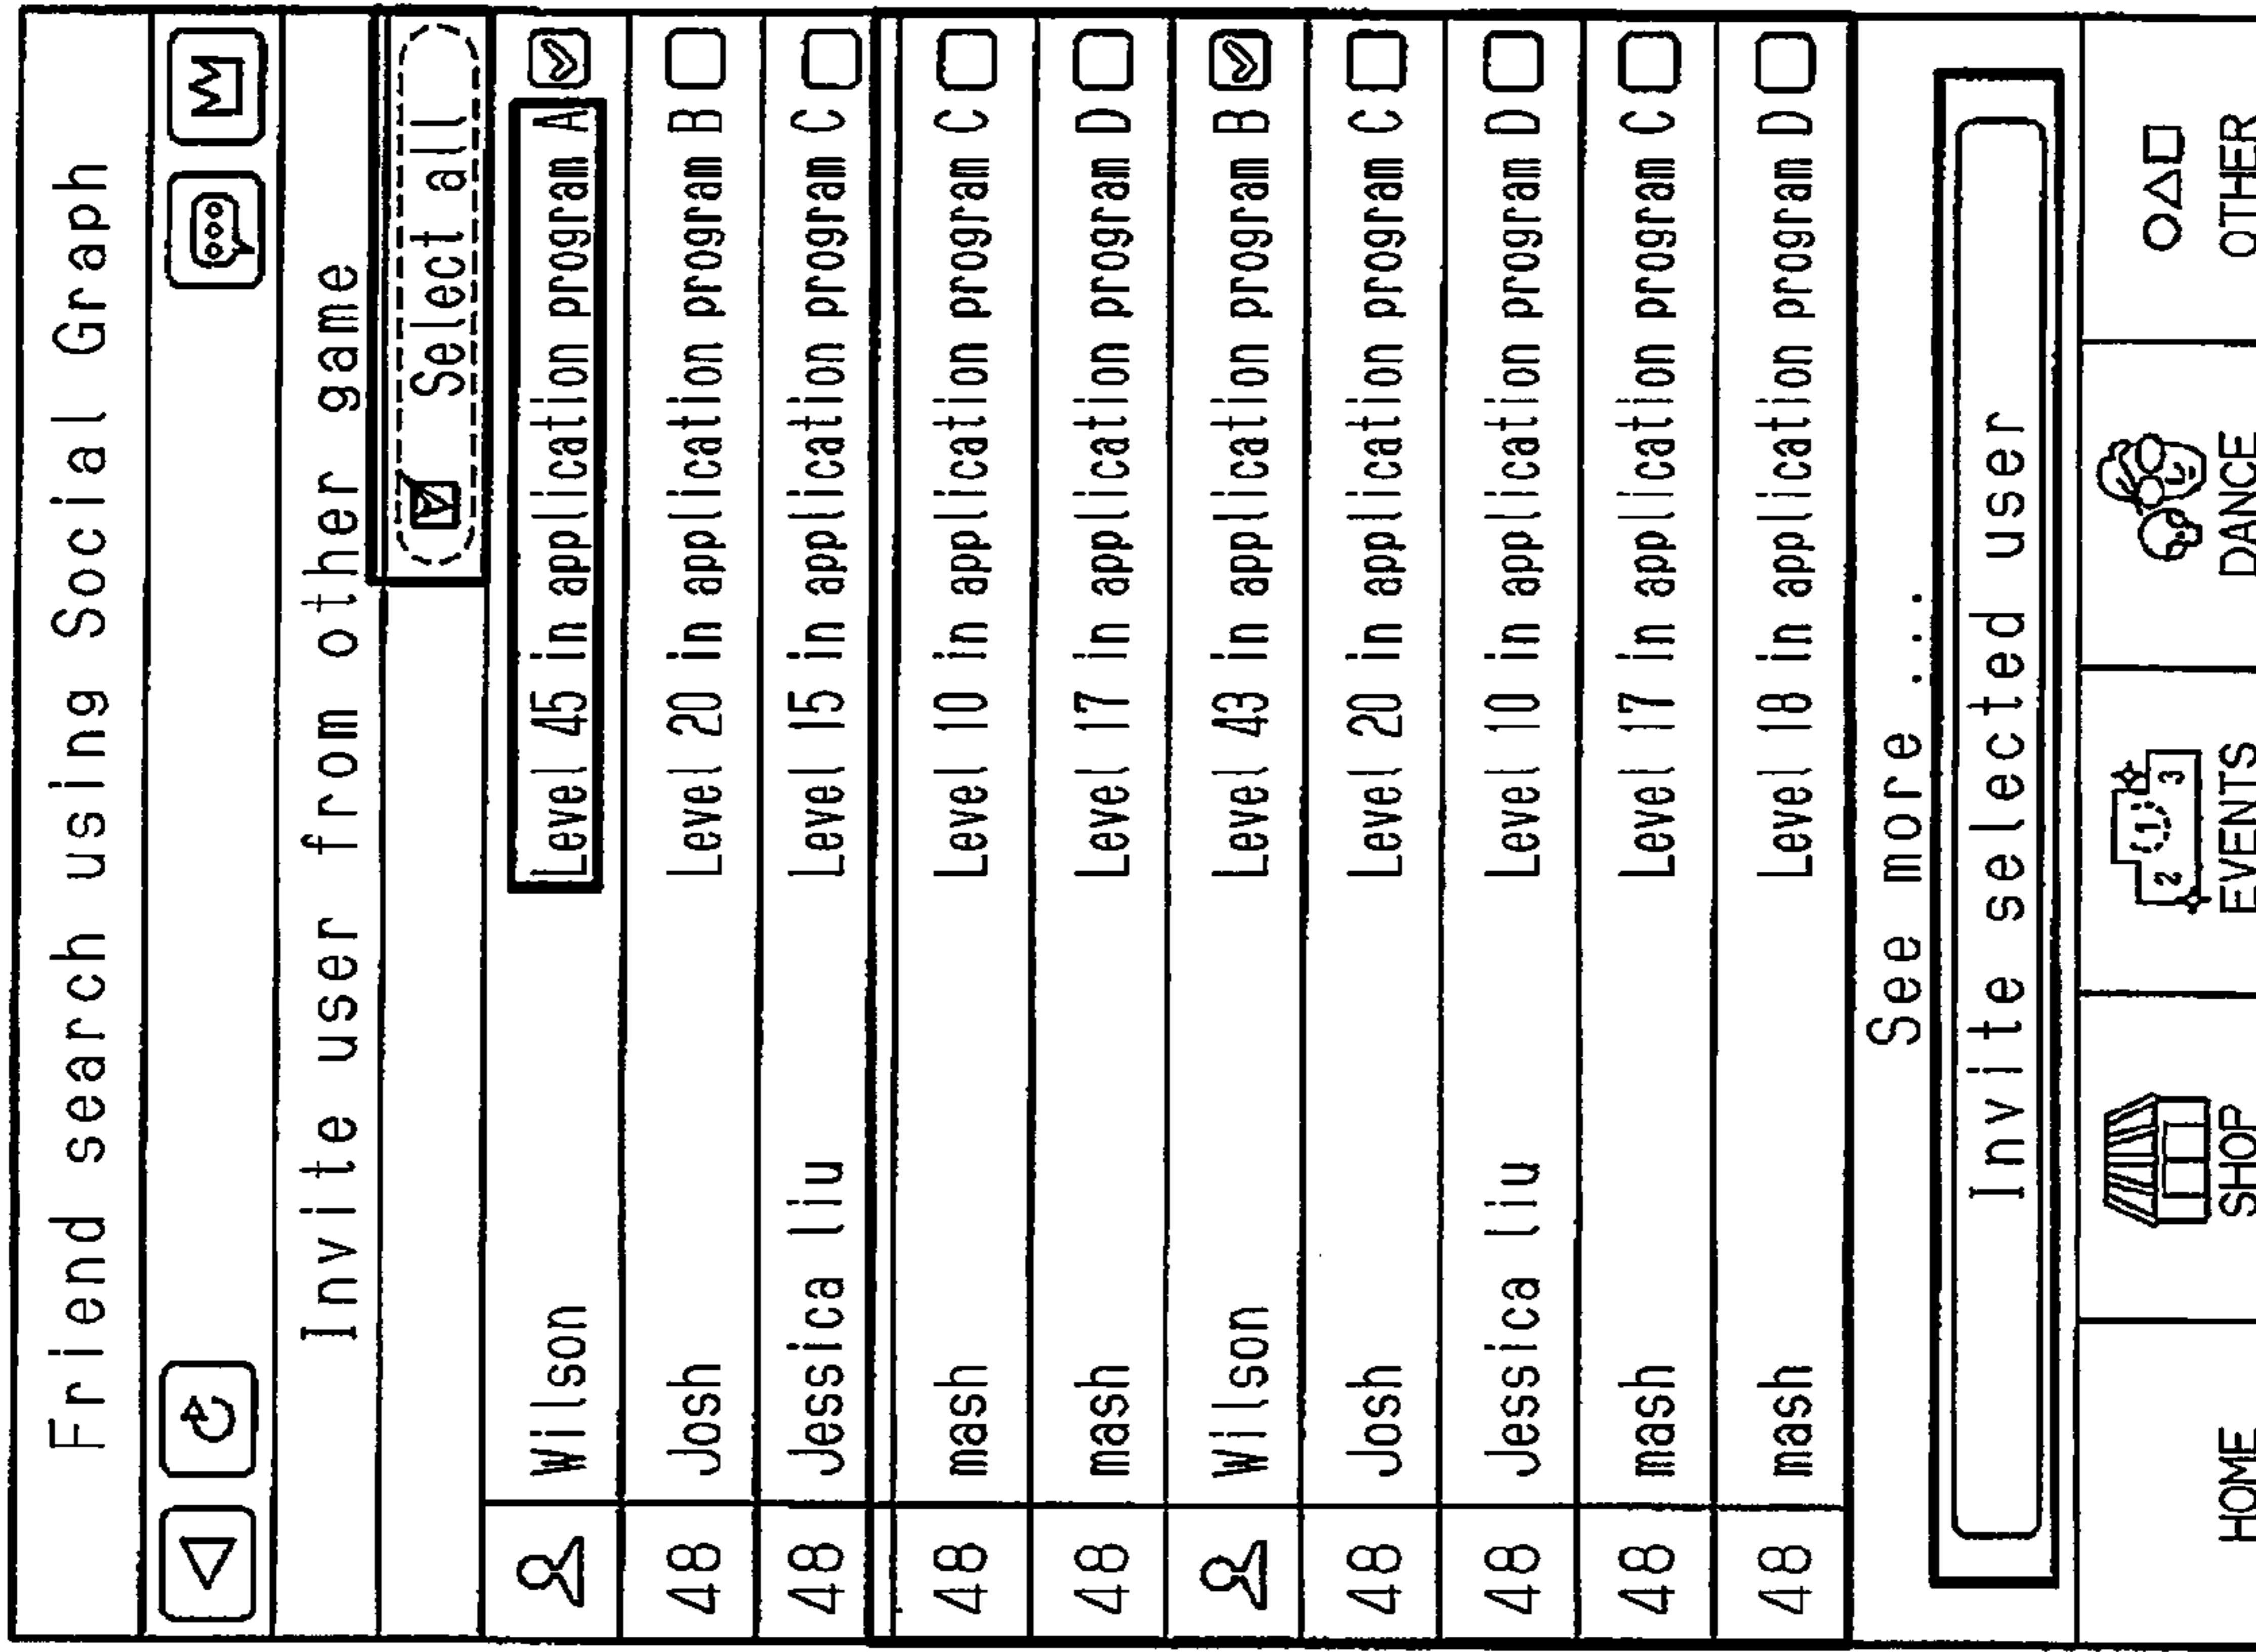 Friend search using Social Graph
Invite user from other game
Select all
Wilson Level 45 in application program A
48 Josh Level 20 in application program B
48 Jessica liu Level 15 in application program C
48 mash Level 10 in application program C
48 mash Level 17 in application program D
Wilson Level 43 in application program B
48 Josh Level 20 in application program C
48 Jessica liu Level 10 in application program D
48 mash Level 17 in application program C
48 mash Level 18 in application program D
See more ....
Invite selected user
2 1 3
HOME SHOP EVENTS DANCE OTHER